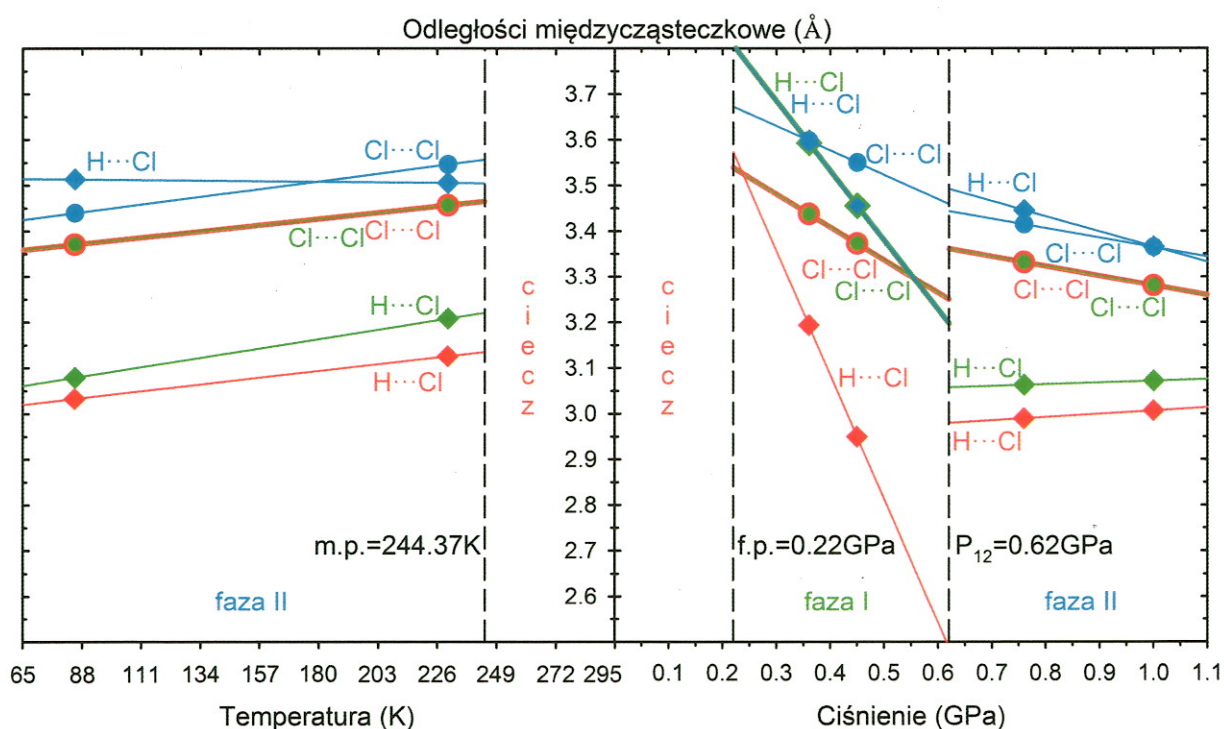 Odległości międzycząsteczkowe (Å)
3.7
3.6
3.5
3.4
3.3
3.2
3.1
3.0
2.9
2.8
2.7
2.6
H···Cl
Cl···Cl
Cl···Cl
Cl···Cl
H···Cl
H···Cl
m.p.=244.37K
faza II
ciecz
ciecz
H···Cl
H···Cl
Cl···Cl
Cl···Cl
Cl···Cl
H···Cl
f.p.=0.22GPa
faza I
H···Cl
Cl···Cl
Cl···Cl
Cl···Cl
H···Cl
H···Cl
P₁₂=0.62GPa
faza II
65 88 111 134 157 180 203 226 249 272 295 0.1 0.2 0.3 0.4 0.5 0.6 0.7 0.8 0.9 1.0 1.1
Temperatura (K)
Ciśnienie (GPa)